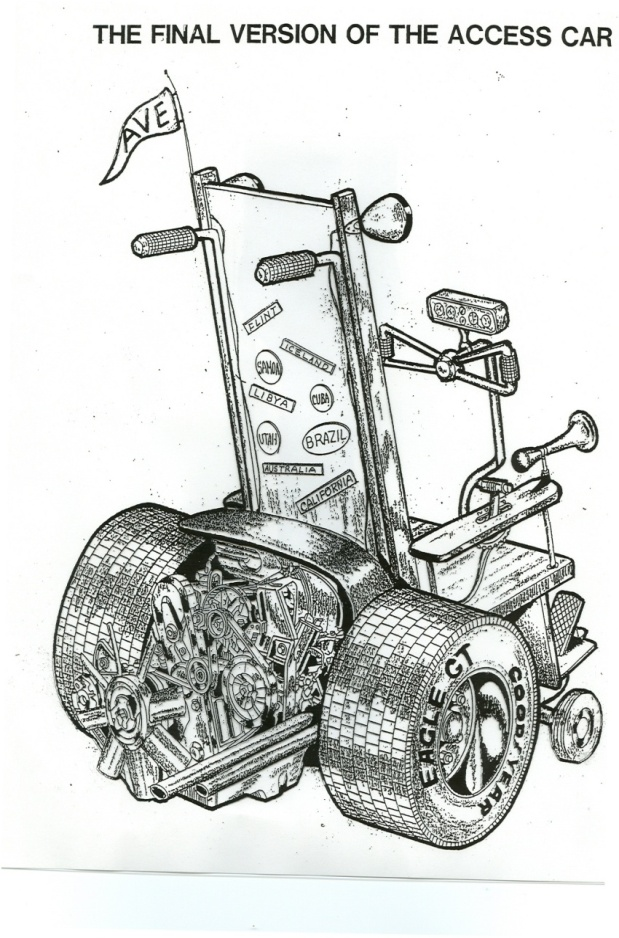 THE FINAL VERSION OF THE ACCESS CAR
AVE
FLINT
ICELAND
SAMOA
LIBYA
CUBA
UTAH
BRAZIL
AUSTRALIA
CALIFORNIA
EAGLE GT
GOODYEAR